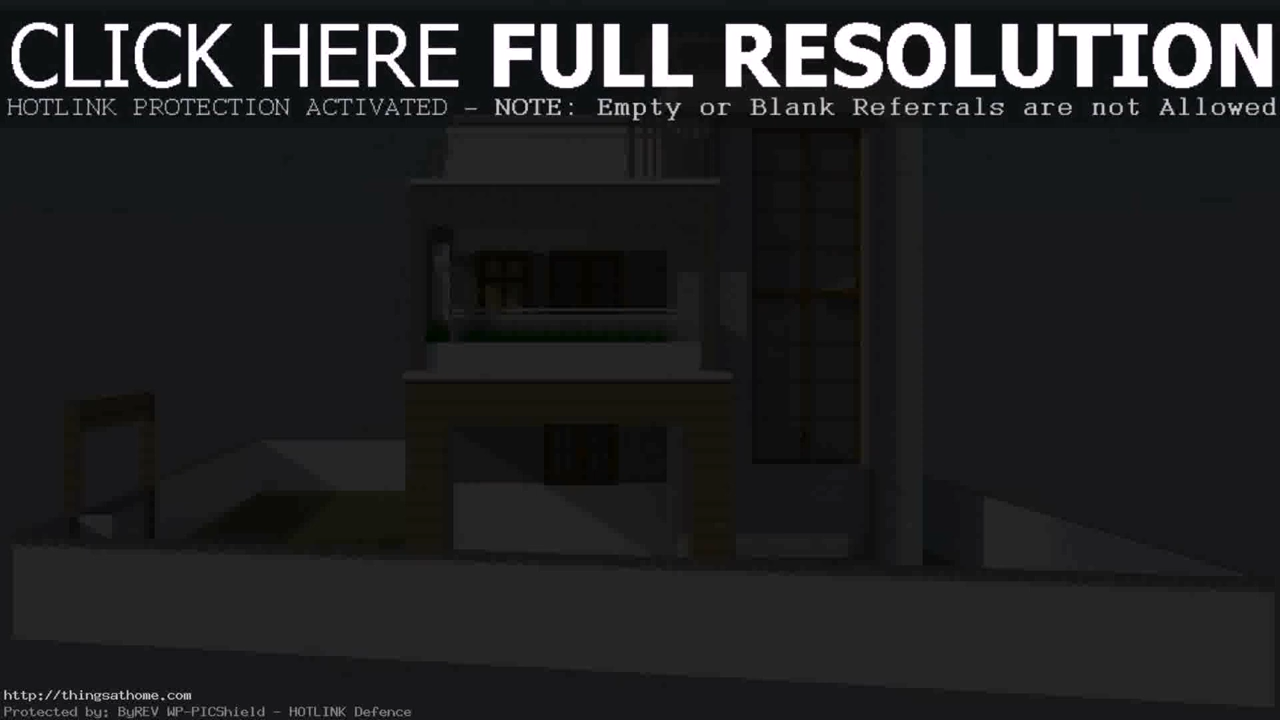 CLICK HERE FULL RESOLUTION
HOTLINK PROTECTION ACTIVATED - NOTE: Empty or Blank Referrals are not Allowed
http://thingsathome.com
Protected by: ByREV WP-PICShield - HOTLINK Defence